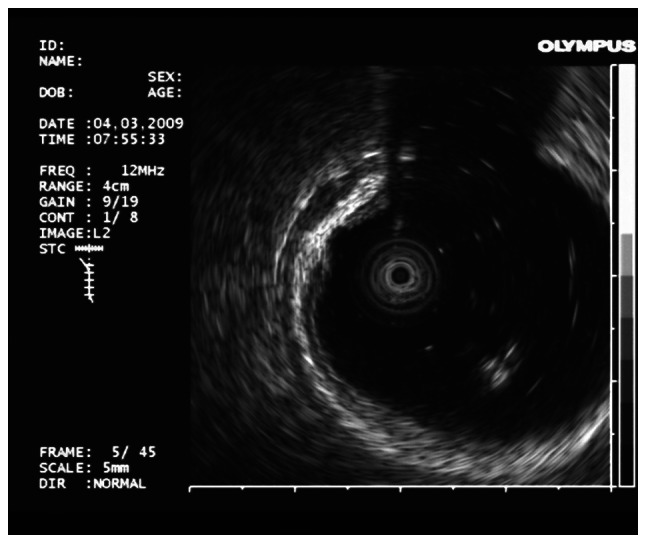 ID:
OLYMPUS
NAME:
SEX:
DOB: AGE:
DATE :04.03.2009
TIME :07:55:33
FREQ : 12MHz
RANGE: 4cm
GAIN : 9/19
CONT : 1/ 8
IMAGE:L2
STC
FRAME: 5/ 45
SCALE: 5mm
DIR :NORMAL